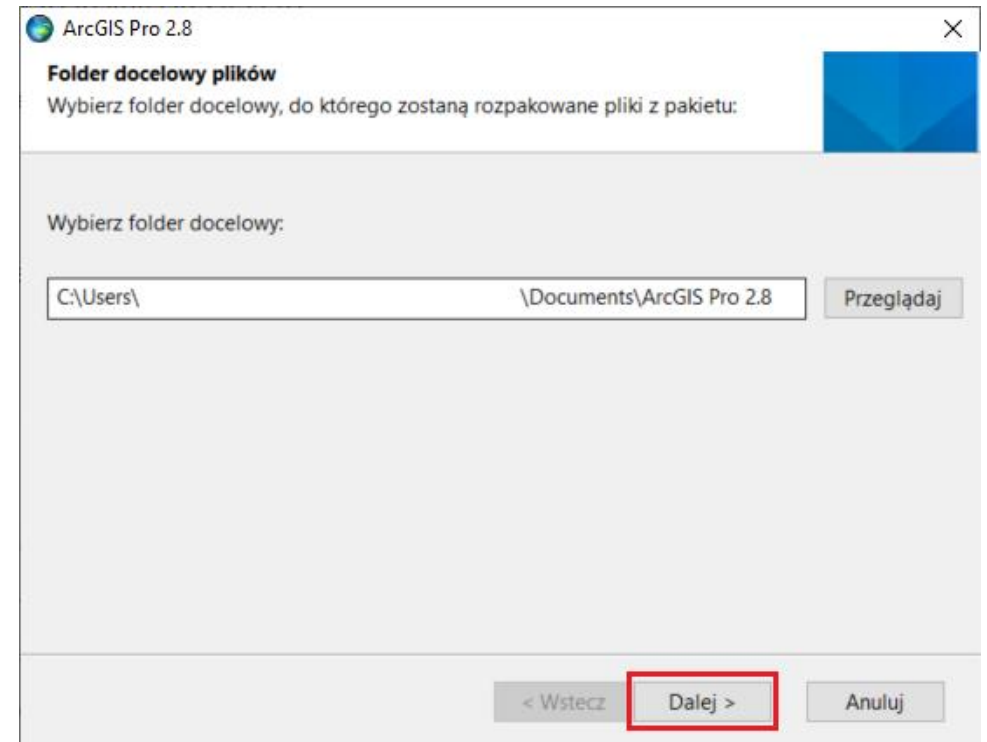 ArcGIS Pro 2.8
Folder docelowy plików
Wybierz folder docelowy, do którego zostaną rozpakowane pliki z pakietu:
Wybierz folder docelowy:
C:\Users\ \Documents\ArcGIS Pro 2.8 Przeglądaj
< Wstecz Dalej > Anuluj